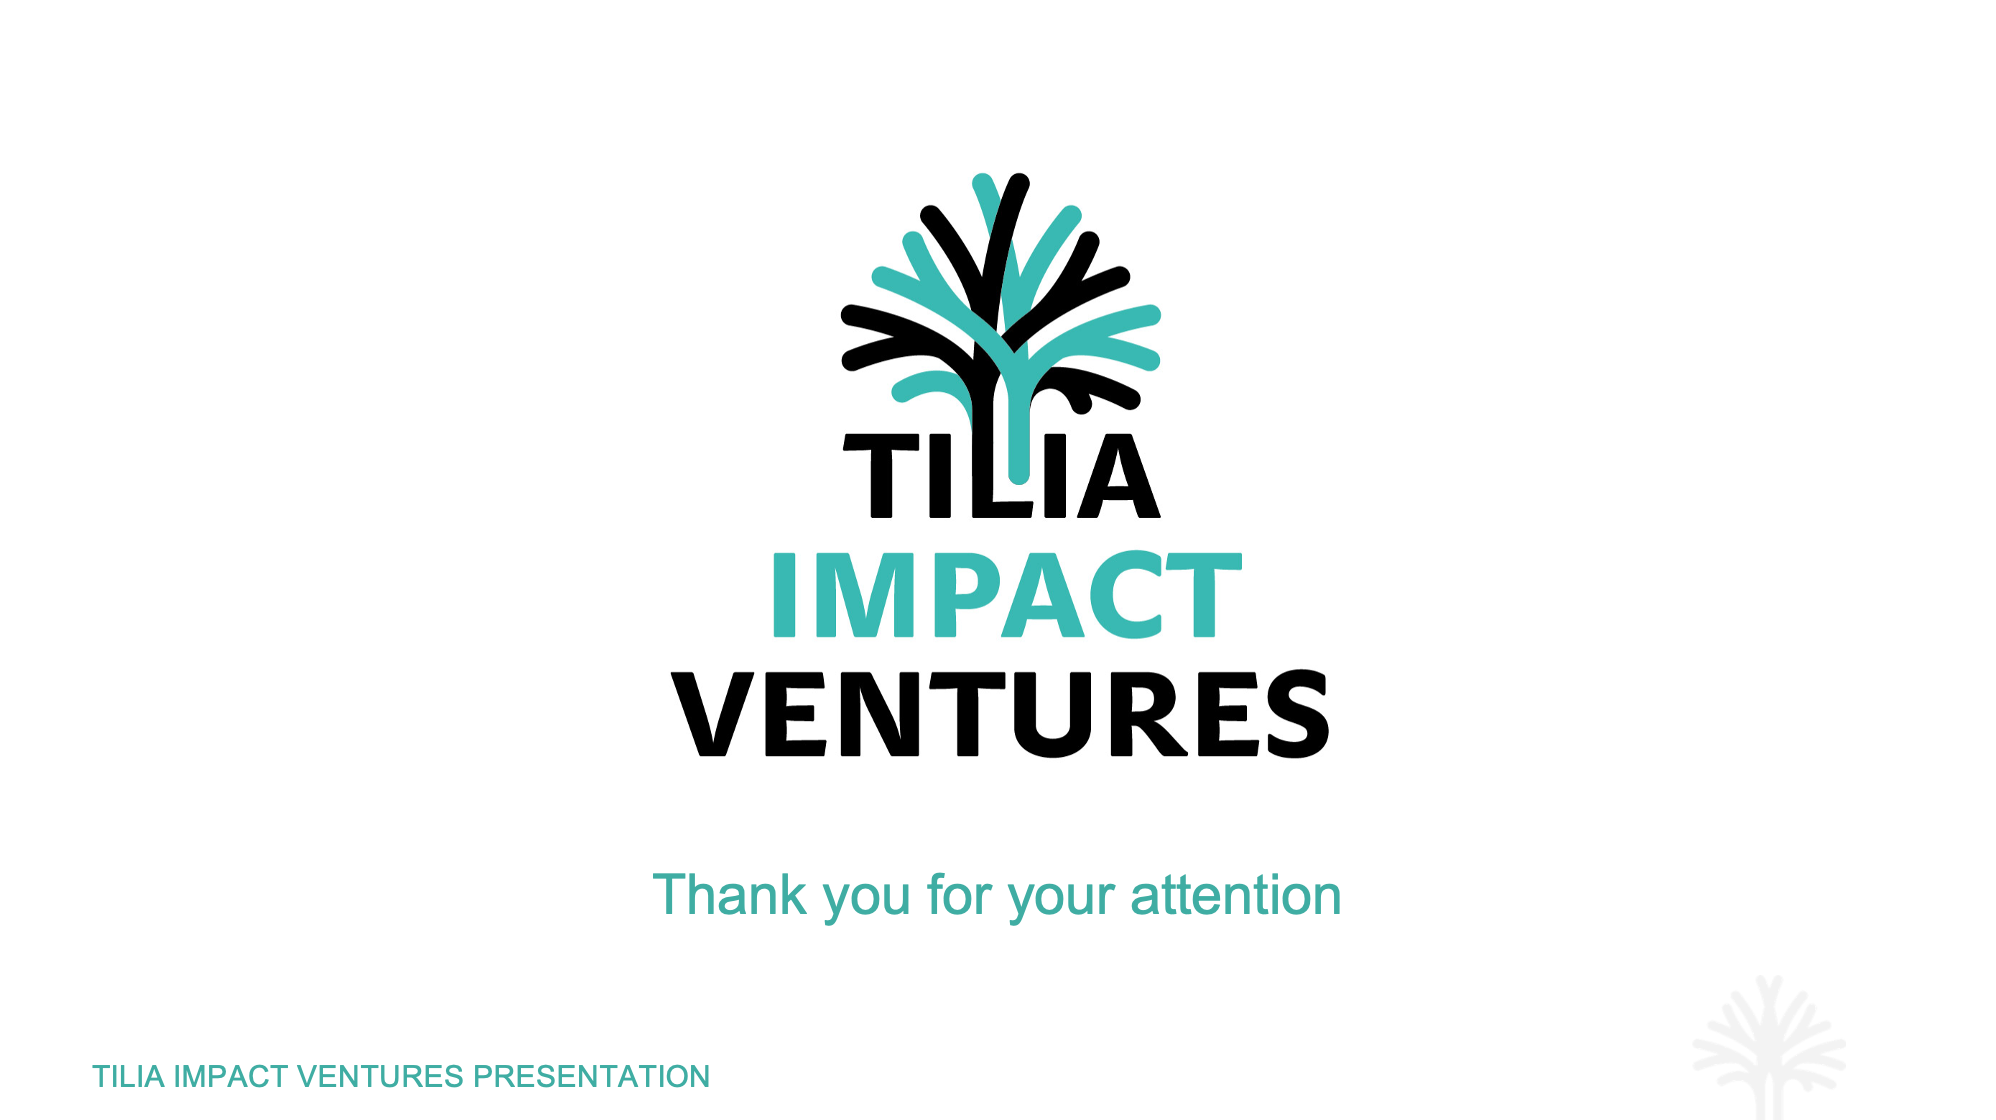 TILIA
IMPACT
VENTURES
Thank you for your attention
TILIA IMPACT VENTURES PRESENTATION